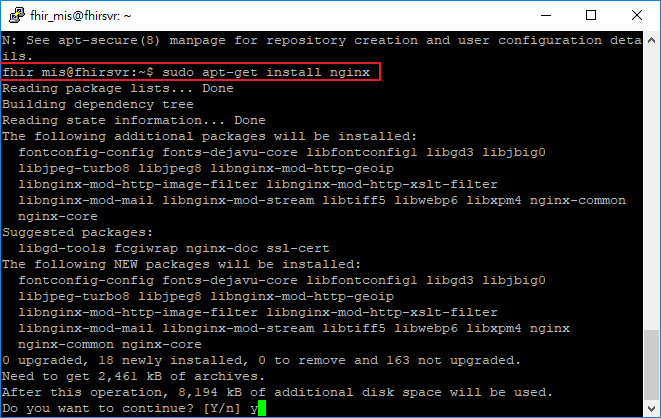 fhir_mis@fhirsvr: ~
N: See apt-secure(8) manpage for repository creation and user configuration deta
ils.
fhir_mis@fhirsvr:~$ sudo apt-get install nginx
Reading package lists... Done
Building dependency tree
Reading state information... Done
The following additional packages will be installed:
  fontconfig-config fonts-dejavu-core libfontconfig1 libgd3 libjbig0
  libjpeg-turbo8 libjpeg8 libnginx-mod-http-geoip
  libnginx-mod-http-image-filter libnginx-mod-http-xslt-filter
  libnginx-mod-mail libnginx-mod-stream libtiff5 libwebp6 libxpm4 nginx-common
  nginx-core
Suggested packages:
  libgd-tools fcgiwrap nginx-doc ssl-cert
The following NEW packages will be installed:
  fontconfig-config fonts-dejavu-core libfontconfig1 libgd3 libjbig0
  libjpeg-turbo8 libjpeg8 libnginx-mod-http-geoip
  libnginx-mod-http-image-filter libnginx-mod-http-xslt-filter
  libnginx-mod-mail libnginx-mod-stream libtiff5 libwebp6 libxpm4 nginx
  nginx-common nginx-core
0 upgraded, 18 newly installed, 0 to remove and 163 not upgraded.
Need to get 2,461 kB of archives.
After this operation, 8,194 kB of additional disk space will be used.
Do you want to continue? [Y/n] y